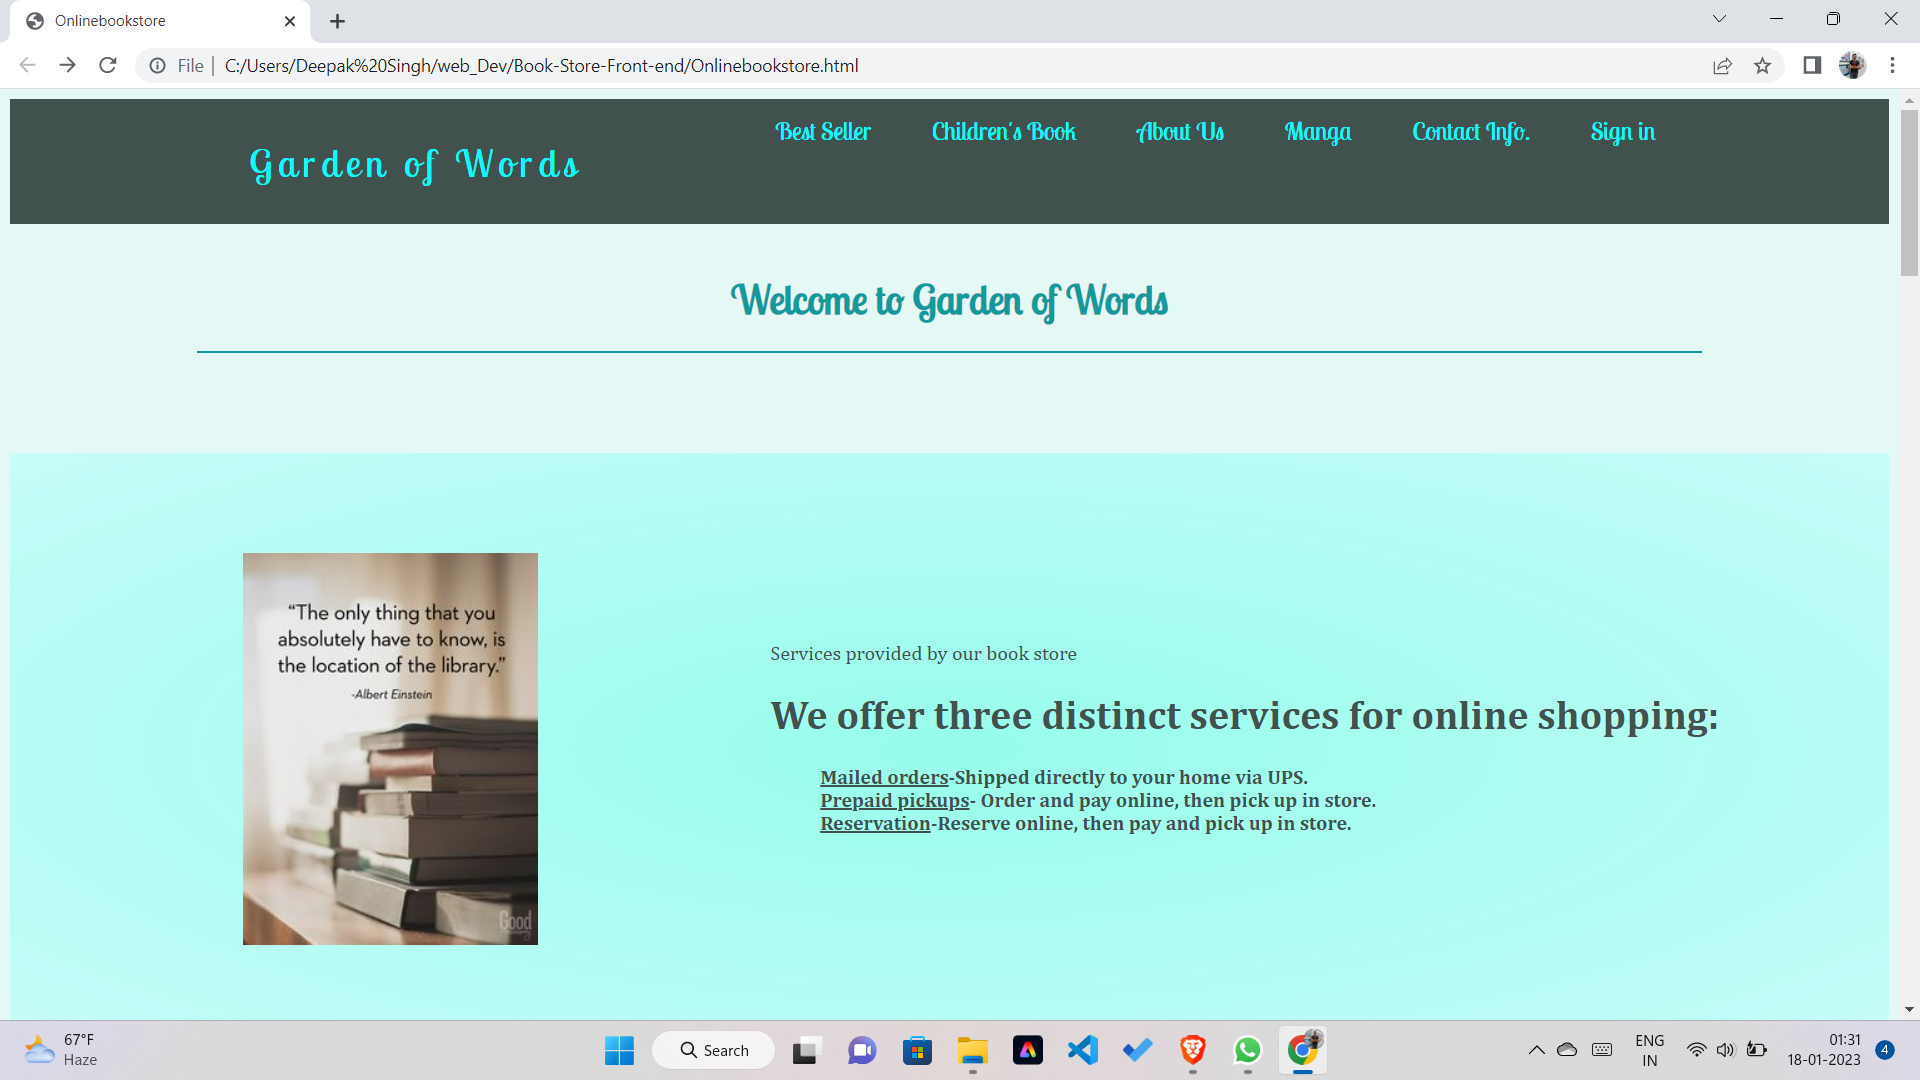 Onlinebookstore
File
C:/Users/Deepak%20Singh/web_Dev/Book-Store-Front-end/Onlinebookstore.html
Garden of Words
Best Seller Children's Book About Us Manga Contact Info. Sign in
Welcome to Garden of Words
“The only thing that you
absolutely have to know, is
the location of the library.”
-Albert Einstein
Good
Services provided by our book store
We offer three distinct services for online shopping:
Mailed orders-Shipped directly to your home via UPS.
Prepaid pickups- Order and pay online, then pick up in store.
Reservation-Reserve online, then pay and pick up in store.
67°F
Haze
Search
ENG
IN
01:31
18-01-2023
4